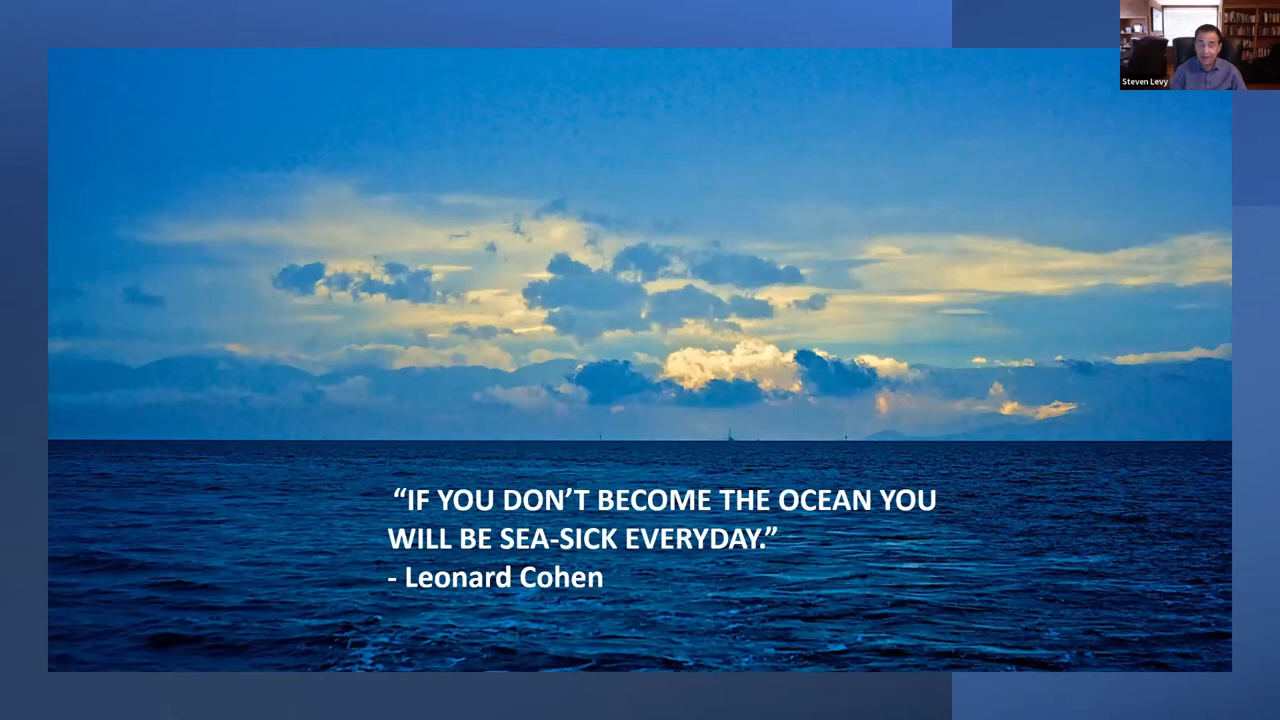 Steven Levy
“IF YOU DON’T BECOME THE OCEAN YOU
WILL BE SEA-SICK EVERYDAY.”
- Leonard Cohen